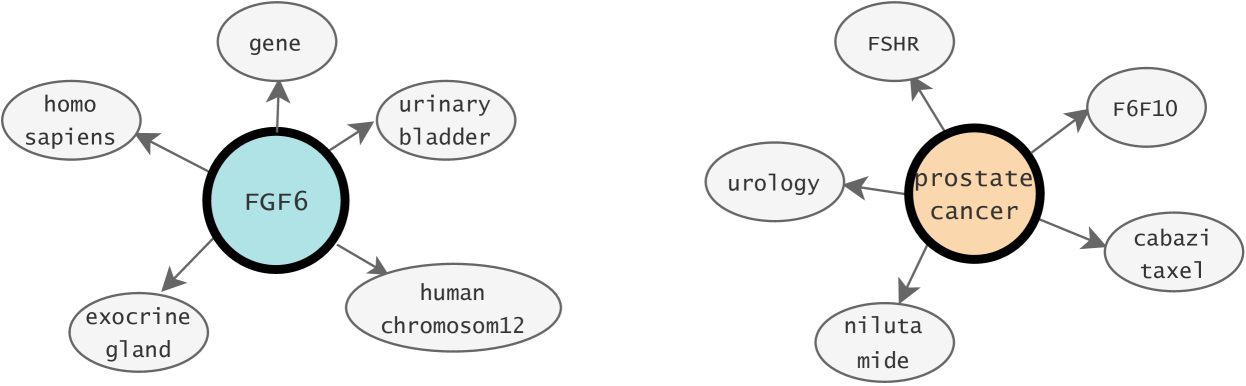 gene
homo
sapiens
urinary
bladder
FGF6
exocrine
gland
human
chromosom12
FSHR
F6F10
urology
prostate
cancer
cabazi
taxel
niluta
mide